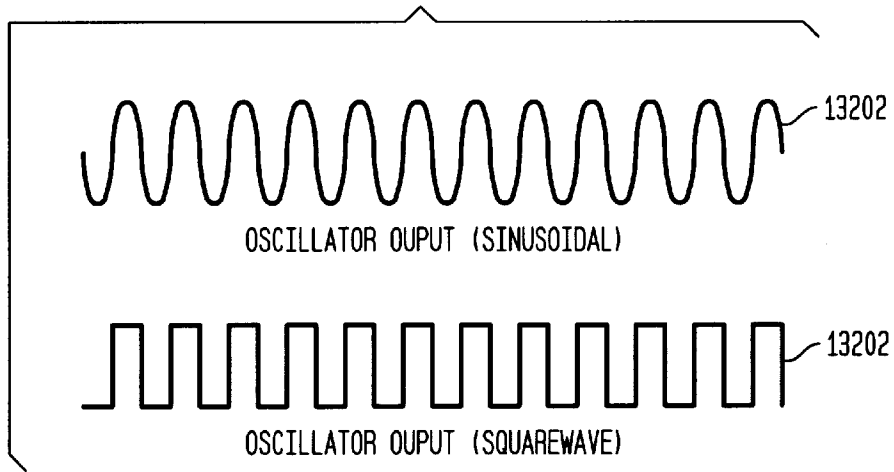 13202
OSCILLATOR OUPUT (SINUSOIDAL)
13202
OSCILLATOR OUPUT (SQUAREWAVE)